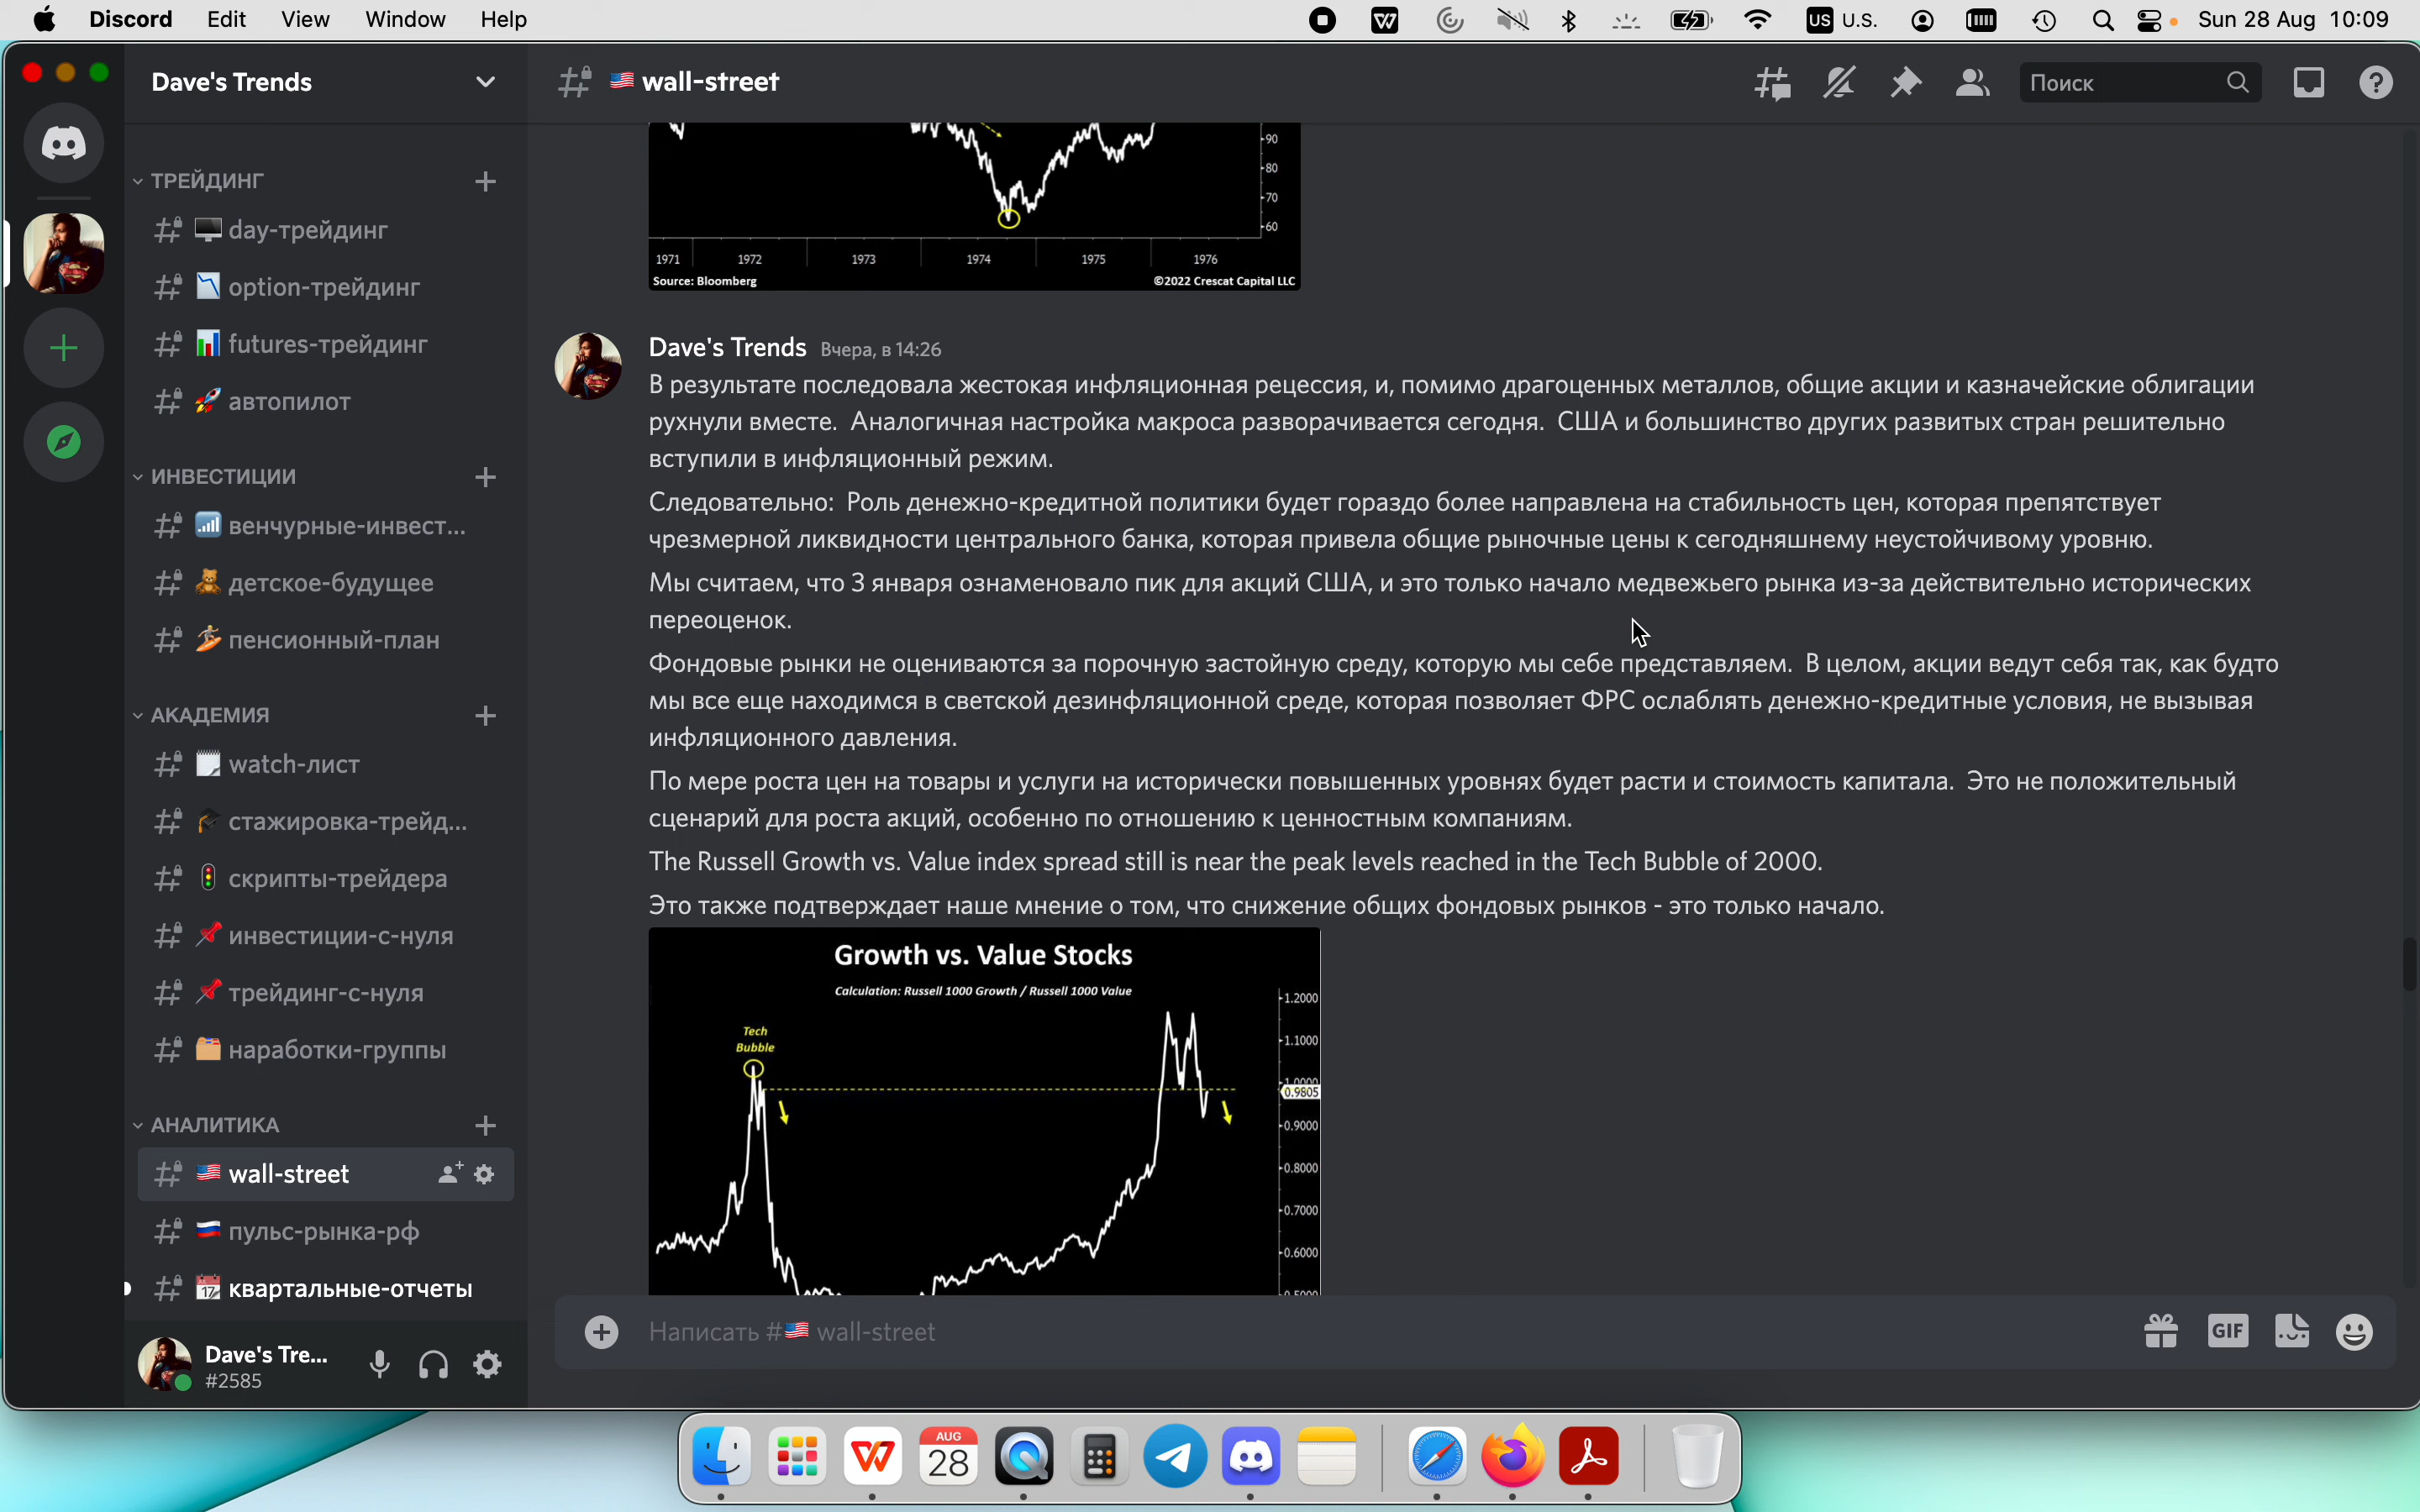 Discord Edit View Window Help
US U.S.
Sun 28 Aug 10:09
Dave's Trends
wall-street
Поиск
ТРЕЙДИНГ
day-трейдинг
option-трейдинг
futures-трейдинг
автопилот
ИНВЕСТИЦИИ
венчурные-инвест...
детское-будущее
пенсионный-план
АКАДЕМИЯ
watch-лист
стажировка-трейд...
скрипты-трейдера
инвестиции-с-нуля
трейдинг-с-нуля
наработки-группы
АНАЛИТИКА
wall-street
пульс-рынка-рф
17 квартальные-отчеты
Dave's Tre...
#2585
90
80
70
60
1971 1972 1973 1974 1975 1976
Source: Bloomberg ©2022 Crescat Capital LLC
Dave's Trends Вчера, в 14:26
В результате последовала жестокая инфляционная рецессия, и, помимо драгоценных металлов, общие акции и казначейские облигации
рухнули вместе. Аналогичная настройка макроса разворачивается сегодня. США и большинство других развитых стран решительно
вступили в инфляционный режим.
Следовательно: Роль денежно-кредитной политики будет гораздо более направлена на стабильность цен, которая препятствует
чрезмерной ликвидности центрального банка, которая привела общие рыночные цены к сегодняшнему неустойчивому уровню.
Мы считаем, что 3 января ознаменовало пик для акций США, и это только начало медвежьего рынка из-за действительно исторических
переоценок.
Фондовые рынки не оцениваются за порочную застойную среду, которую мы себе представляем. В целом, акции ведут себя так, как будто
мы все еще находимся в светской дезинфляционной среде, которая позволяет ФРС ослаблять денежно-кредитные условия, не вызывая
инфляционного давления.
По мере роста цен на товары и услуги на исторически повышенных уровнях будет расти и стоимость капитала. Это не положительный
сценарий для роста акций, особенно по отношению к ценностным компаниям.
The Russell Growth vs. Value index spread still is near the peak levels reached in the Tech Bubble of 2000.
Это также подтверждает наше мнение о том, что снижение общих фондовых рынков - это только начало.
Growth vs. Value Stocks
Calculation: Russell 1000 Growth / Russell 1000 Value
Tech
Bubble
1.2000
1.1000
1.0000
0.9805
0.9000
0.8000
0.7000
0.6000
0.5000
Написать # wall-street
GIF
AUG
28